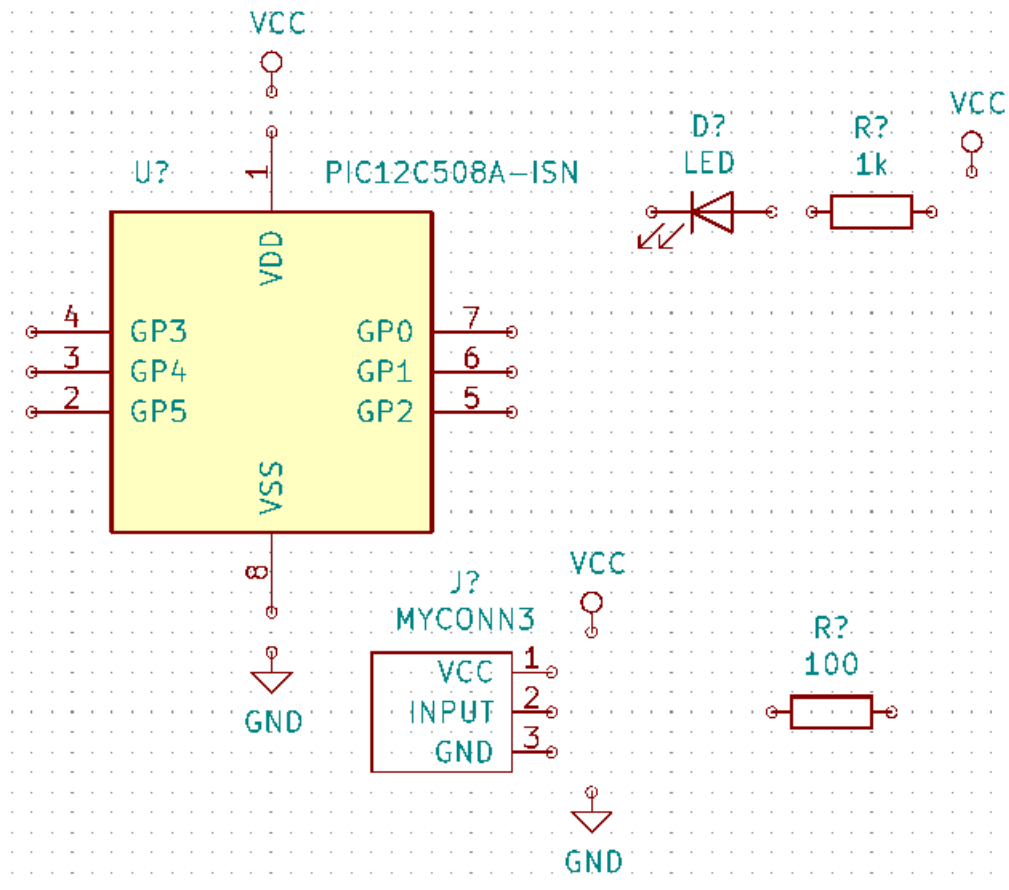 VCC
VCC
D?
R?
LED
1k
U?
1
PIC12C508A-ISN
VDD
4
GP3
GP0
7
3
GP4
GP1
6
2
GP5
GP2
5
VSS
8
VCC
J?
MYCONN3
R?
100
VCC
1
INPUT
2
GND
3
GND
GND